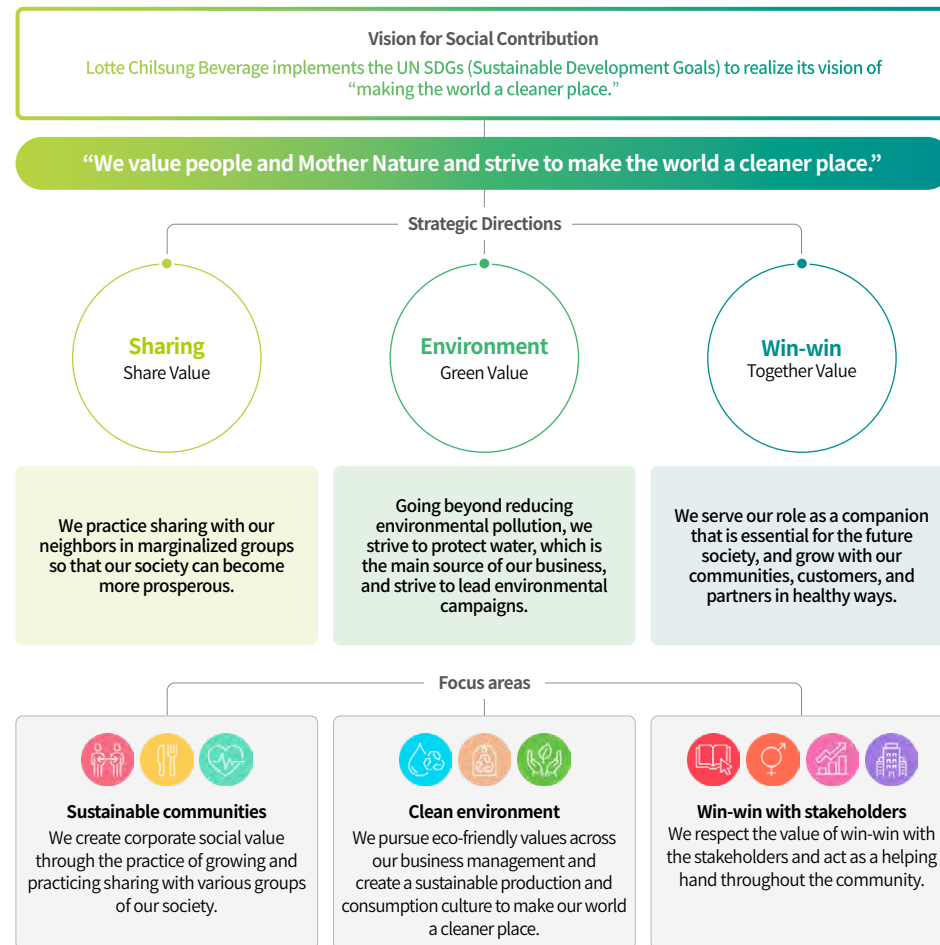 Vision for Social Contribution
Lotte Chilsung Beverage implements the UN SDGs (Sustainable Development Goals) to realize its vision of
“making the world a cleaner place.”
“We value people and Mother Nature and strive to make the world a cleaner place.”
Strategic Directions
Sharing
Share Value
Environment
Green Value
Win-win
Together Value
We practice sharing with our
neighbors in marginalized groups
so that our society can become
more prosperous.
Going beyond reducing
environmental pollution, we
strive to protect water, which is
the main source of our business,
and strive to lead environmental
campaigns.
We serve our role as a companion
that is essential for the future
society, and grow with our
communities, customers, and
partners in healthy ways.
Focus areas
Sustainable communities
We create corporate social value
through the practice of growing and
practicing sharing with various groups
of our society.
Clean environment
We pursue eco-friendly values across
our business management and
create a sustainable production and
consumption culture to make our world
a cleaner place.
Win-win with stakeholders
We respect the value of win-win with
the stakeholders and act as a helping
hand throughout the community.